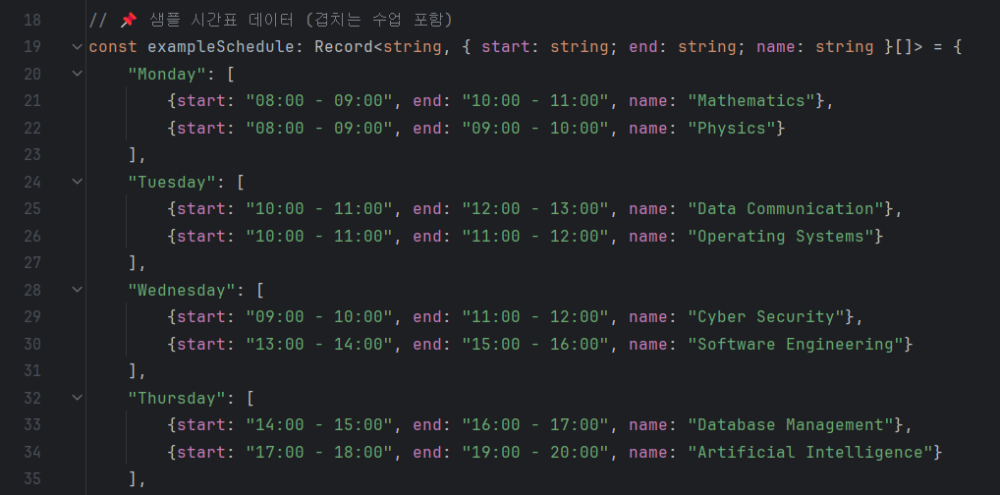 18 // 📌 샘플 시간표 데이터 (겹치는 수업 포함)
19 const exampleSchedule: Record<string, { start: string; end: string; name: string }[]> = {
20 "Monday": [
21 {start: "08:00 - 09:00", end: "10:00 - 11:00", name: "Mathematics"},
22 {start: "08:00 - 09:00", end: "09:00 - 10:00", name: "Physics"}
23 ],
24 "Tuesday": [
25 {start: "10:00 - 11:00", end: "12:00 - 13:00", name: "Data Communication"},
26 {start: "10:00 - 11:00", end: "11:00 - 12:00", name: "Operating Systems"}
27 ],
28 "Wednesday": [
29 {start: "09:00 - 10:00", end: "11:00 - 12:00", name: "Cyber Security"},
30 {start: "13:00 - 14:00", end: "15:00 - 16:00", name: "Software Engineering"}
31 ],
32 "Thursday": [
33 {start: "14:00 - 15:00", end: "16:00 - 17:00", name: "Database Management"},
34 {start: "17:00 - 18:00", end: "19:00 - 20:00", name: "Artificial Intelligence"}
35 ],